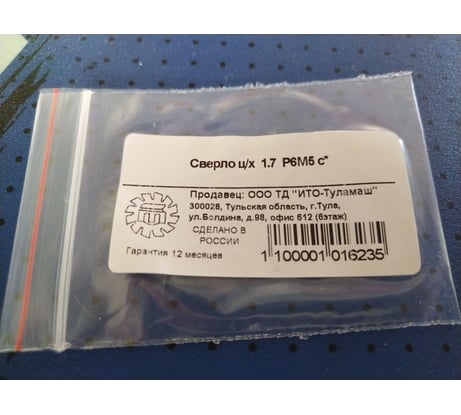 Сверло ц/х 1.7 Р6М5 с*
Продавец: ООО ТД "ИТО-Туламаш"
300028, Тульская область, г.Тула,
ул.Болдина, д.98, офис 612 (6этаж)
СДЕЛАНО В
РОССИИ
Гарантия 12 месяцев
1 100001 016235